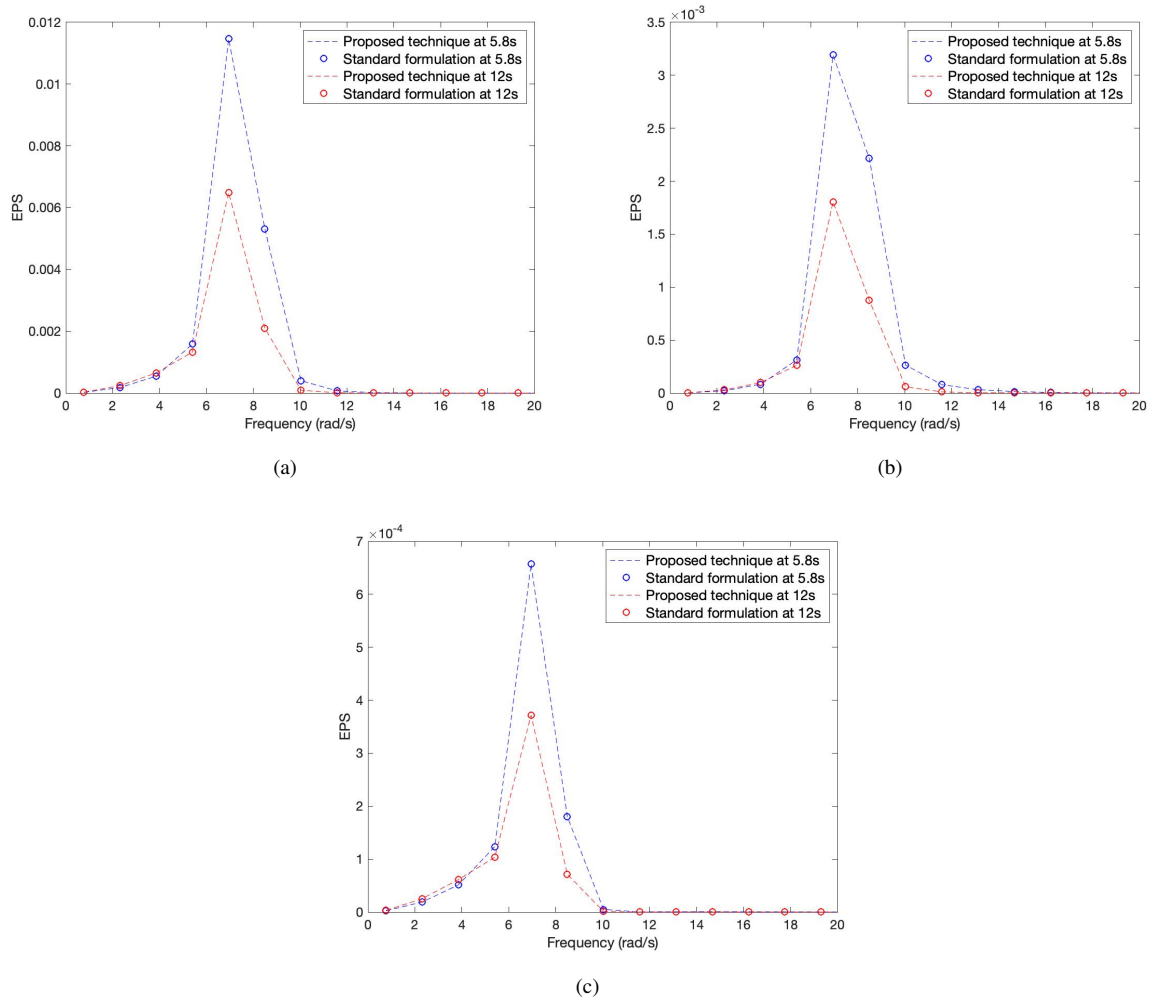 0.012
0.01
0.008
0.006
0.004
0.002
0
EPS
0 2 4 6 8 10 12 14 16 18 20
Frequency (rad/s)
Proposed technique at 5.8s
Standard formulation at 5.8s
Proposed technique at 12s
Standard formulation at 12s
(a)
×10-3
3.5
3
2.5
2
1.5
1
0.5
0
EPS
0 2 4 6 8 10 12 14 16 18 20
Frequency (rad/s)
Proposed technique at 5.8s
Standard formulation at 5.8s
Proposed technique at 12s
Standard formulation at 12s
(b)
×10-4
7
6
5
4
3
2
1
0
EPS
0 2 4 6 8 10 12 14 16 18 20
Frequency (rad/s)
Proposed technique at 5.8s
Standard formulation at 5.8s
Proposed technique at 12s
Standard formulation at 12s
(c)